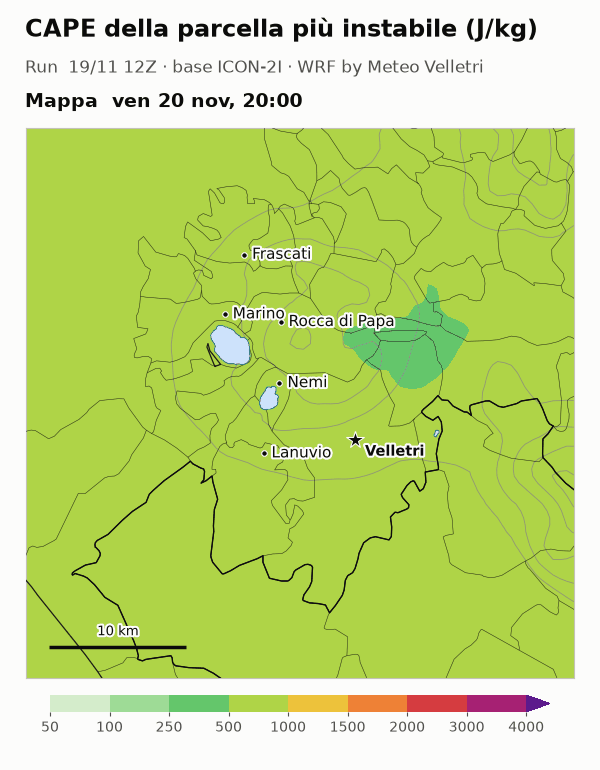 CAPE della parcella più instabile (J/kg)
Run  19/11 12Z · base ICON-2I · WRF by Meteo Velletri
Mappa  ven 20 nov, 20:00
Frascati
Marino
Rocca di Papa
Nemi
Velletri
Lanuvio
10 km
50 100 250 500 1000 1500 2000 3000 4000